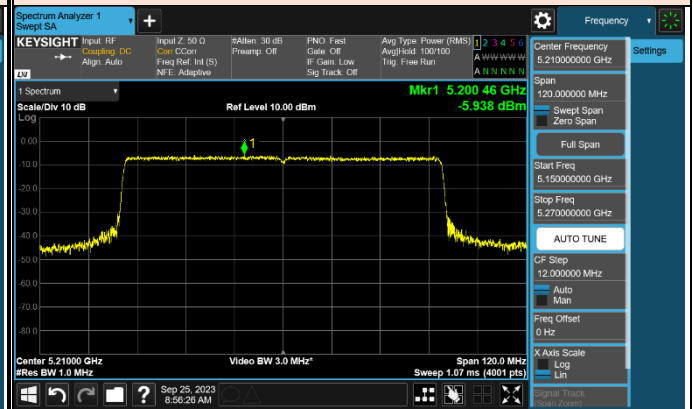 Spectrum Analyzer 1
Swept SA
Frequency
KEYSIGHT
Input: RF
Coupling: DC
Align: Auto
Input Z: 50 Ω
Corr CCorr
Freq Ref: Int (S)
NFE: Adaptive
#Atten: 30 dB
Preamp: Off
PNO: Fast
Gate: Off
IF Gain: Low
Sig Track: Off
Avg Type: Power (RMS)
Avg|Hold: 100/100
Trig: Free Run
1 2 3 4 5 6
A W W W W W
A N N N N N
LNI
1 Spectrum
Scale/Div 10 dB
Ref Level 10.00 dBm
Mkr1 5.200 46 GHz
-5.938 dBm
Log
0.00
-10.0
-20.0
-30.0
-40.0
-50.0
-60.0
-70.0
-80.0
1
Center 5.21000 GHz
#Res BW 1.0 MHz
Video BW 3.0 MHz*
Span 120.0 MHz
Sweep 1.07 ms (4001 pts)
Sep 25, 2023
8:56:26 AM
Center Frequency
5.210000000 GHz
Span
120.000000 MHz
Swept Span
Zero Span
Full Span
Start Freq
5.150000000 GHz
Stop Freq
5.270000000 GHz
AUTO TUNE
CF Step
12.000000 MHz
Auto
Man
Freq Offset
0 Hz
X Axis Scale
Log
Lin
Signal Track
(Span Zoom)
Settings